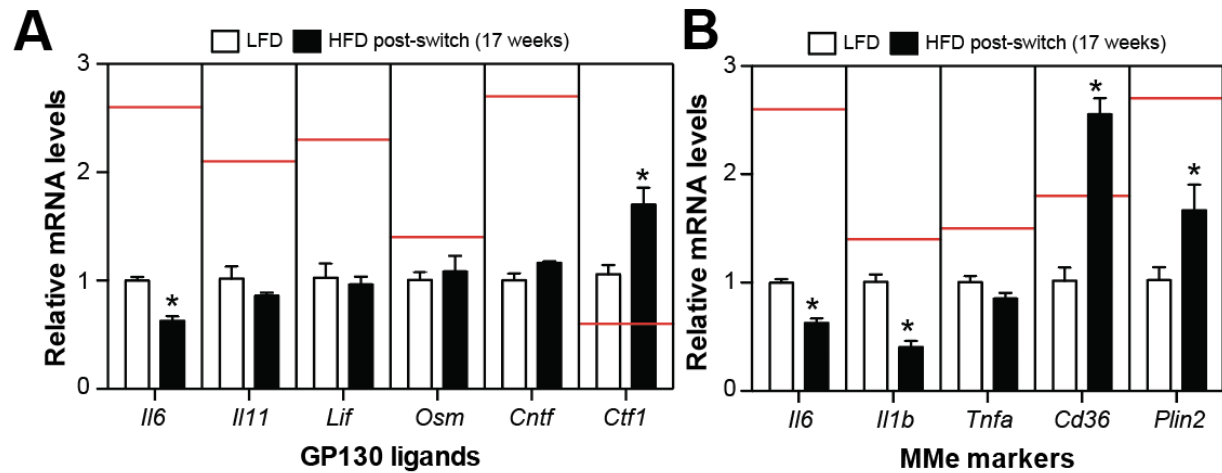 A
LFD HFD post-switch (17 weeks)
Relative mRNA levels
3
2
1
0
*
*
Il6 Il11 Lif Osm Cntf Ctf1
GP130 ligands
B
LFD HFD post-switch (17 weeks)
Relative mRNA levels
3
2
1
0
*
*
*
*
Il6 Il1b Tnfa Cd36 Plin2
MMe markers